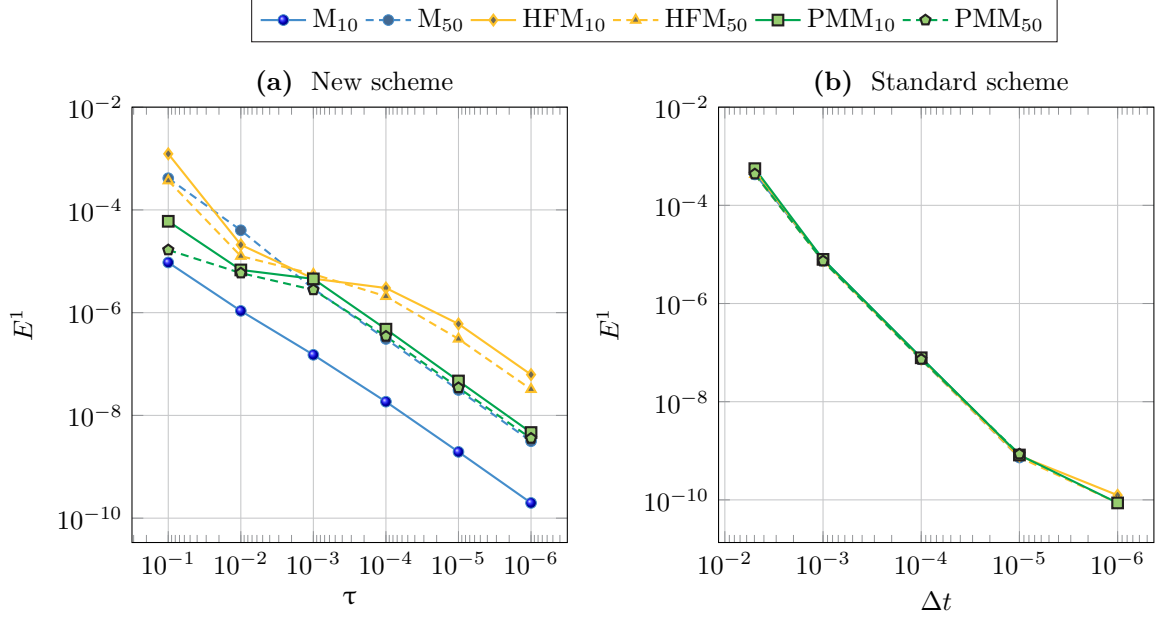 M₁₀ M₅₀ HFM₁₀ HFM₅₀ PMM₁₀ PMM₅₀
(a) New scheme
10⁻²
10⁻⁴
10⁻⁶
10⁻⁸
10⁻¹⁰
E¹
10⁻¹ 10⁻² 10⁻³ 10⁻⁴ 10⁻⁵ 10⁻⁶
τ
(b) Standard scheme
10⁻²
10⁻⁴
10⁻⁶
10⁻⁸
10⁻¹⁰
E¹
10⁻² 10⁻³ 10⁻⁴ 10⁻⁵ 10⁻⁶
Δt